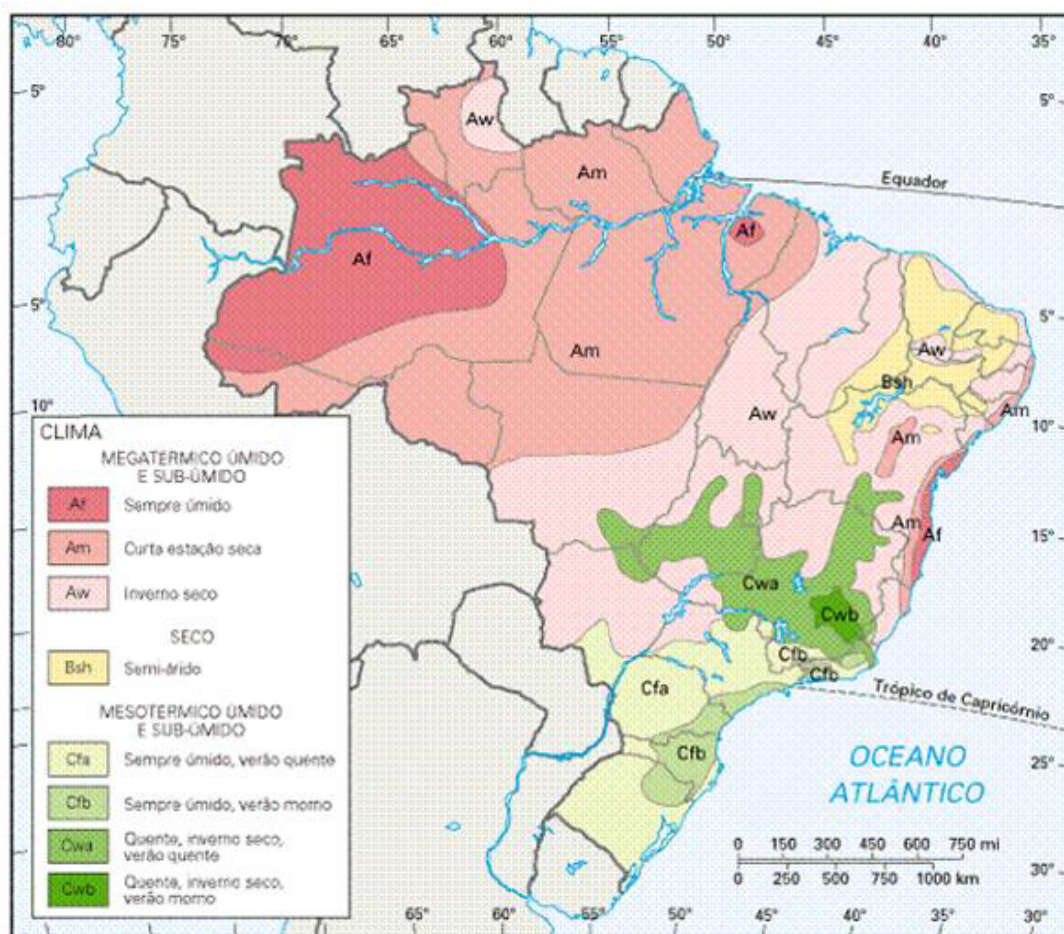 80° 75° 70° 65° 60° 55° 50° 45° 40° 35°
5° 5°
Aw
Am
Equador
Af
Af
5° 5°
Aw
Am
Bsh
Aw
Am
10° 10°
Am
CLIMA
MEGATERMICO ÚMIDO
E SUB-ÚMIDO
Af Sempre úmido
Am Curta estação seca
Aw Inverno seco
SECO
Bsh Semi-árido
MESOTERMICO ÚMIDO
E SUB-ÚMIDO
Cfa Sempre úmido, verão quente
Cfb Sempre úmido, verão morno
Cwa Quente, inverno seco,
verão quente
Cwb Quente, inverno seco,
verão morno
Am
Af
15°
Cwa
Cwb
20°
Cfb
Cfb
Cfa
Trópico de Capricórnio
Cfb
25°
OCEANO
ATLÂNTICO
0 150 300 450 600 750 mi
0 250 500 750 1000 km
30°
65° 60° 55° 50° 45° 40° 35° 30°